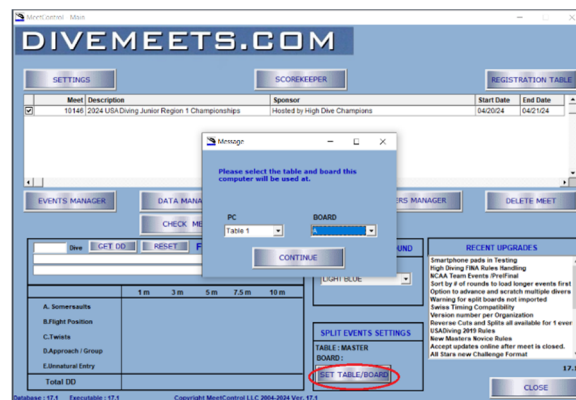 MeetControl - Main
DIVEMEETS.COM
SETTINGS
SCOREKEEPER
REGISTRATION TABLE
Meet Description Sponsor Start Date End Date
10146 2024 USADiving Junior Region 1 Championships Hosted by High Dive Champions 04/20/24 04/21/24
Message
Please select the table and board this
computer will be used at.
PC BOARD
Table 1 A
CONTINUE
EVENTS MANAGER
DATA MANA
ERS MANAGER
DELETE MEET
CHECK ME
Dive GET DD RESET F
OUND
LIGHT BLUE
RECENT UPGRADES
Smartphone pads in Testing
High Diving FINA Rules Handling
NCAA Team Events /PreFinal
Sort by # of rounds to load longer events first
Option to advance and scratch multiple divers
Warning for split boards not imported
Swiss Timing Compatibility
Version number per Organization
Reverse Cuts and Splits all available for 1 ever
USADiving 2019 Rules
New Masters Novice Rules
Accept updates online after meet is closed.
All Stars new Challenge Format
1 m 3 m 5 m 7.5 m 10 m
A. Somersaults
B.Flight Position
C.Twists
D.Approach / Group
E.Unnatural Entry
Total DD
SPLIT EVENTS SETTINGS
TABLE : MASTER
BOARD :
SET TABLE/BOARD
17.1
CLOSE
Database : 17.1 Executable : 17.1 Copyright MeetControl LLC 2004-2024 Ver. 17.1